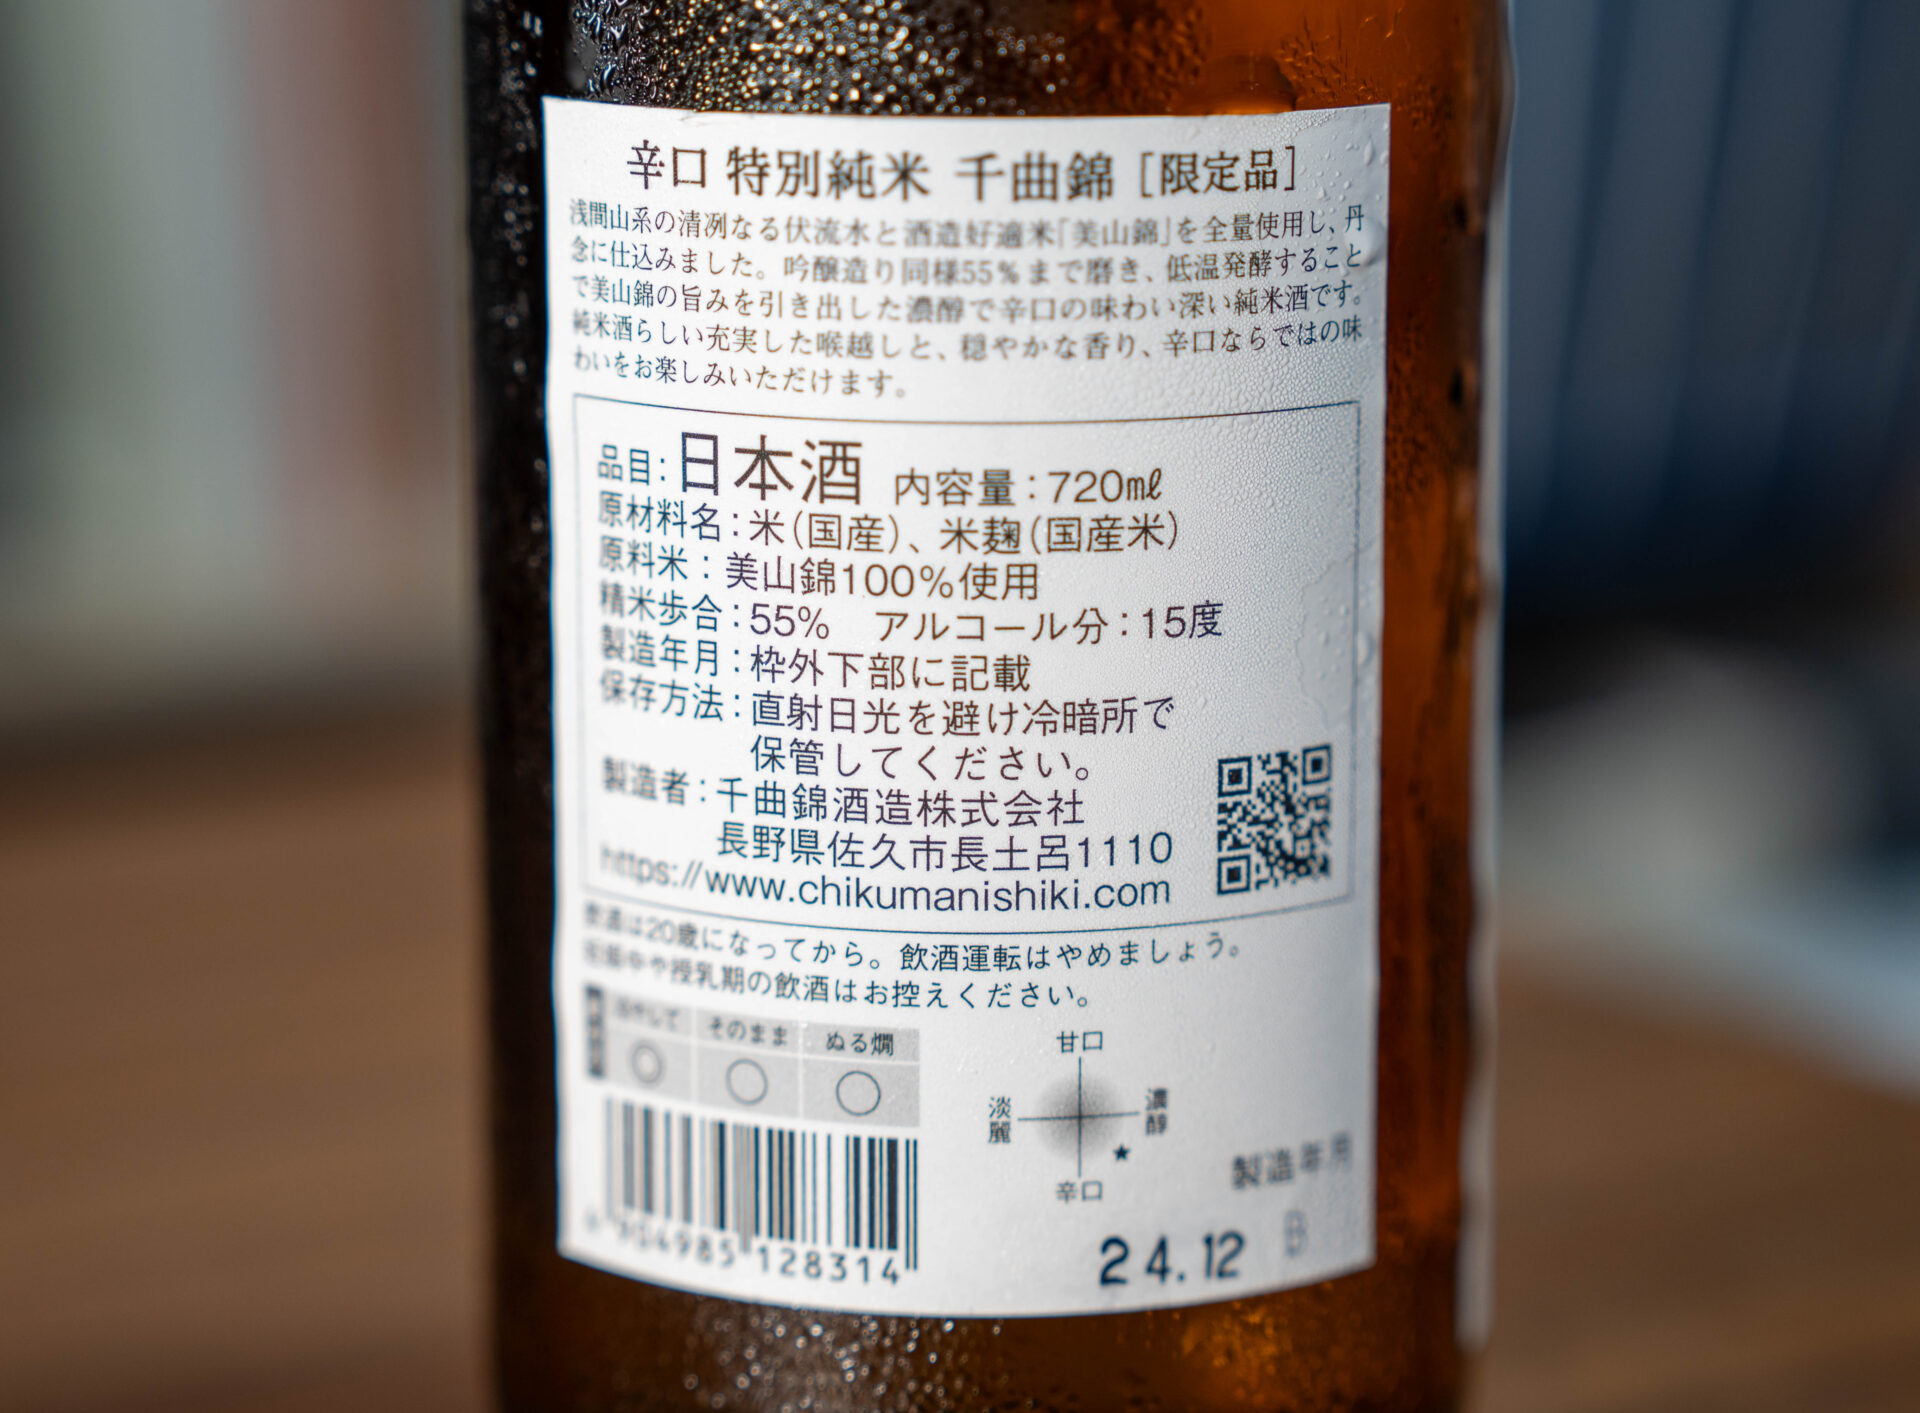 辛口 特別純米 千曲錦 [限定品]
浅間山系の清冽なる伏流水と酒造好適米「美山錦」を全量使用し、丹
念に仕込みました。吟醸造り同様55%まで磨き、低温発酵すること
で美山錦の旨みを引き出した濃醇で辛口の味わい深い純米酒です。
純米酒らしい充実した喉越しと、穏やかな香り、辛口ならではの味
わいをお楽しみいただけます。
品目：日本酒 内容量：720㎖
原材料名：米（国産）、米麹（国産米）
原料米：美山錦100%使用
精米歩合：55% アルコール分：15度
製造年月：枠外下部に記載
保存方法：直射日光を避け冷暗所で
保管してください。
製造者：千曲錦酒造株式会社
長野県佐久市長土呂1110
https://www.chikumanishiki.com
飲酒は20歳になってから。飲酒運転はやめましょう。
妊娠中や授乳期の飲酒はお控えください。
冷やして そのまま ぬる燗
甘口
淡麗 濃醇
辛口
製造年月
904985 128314
24.12 B